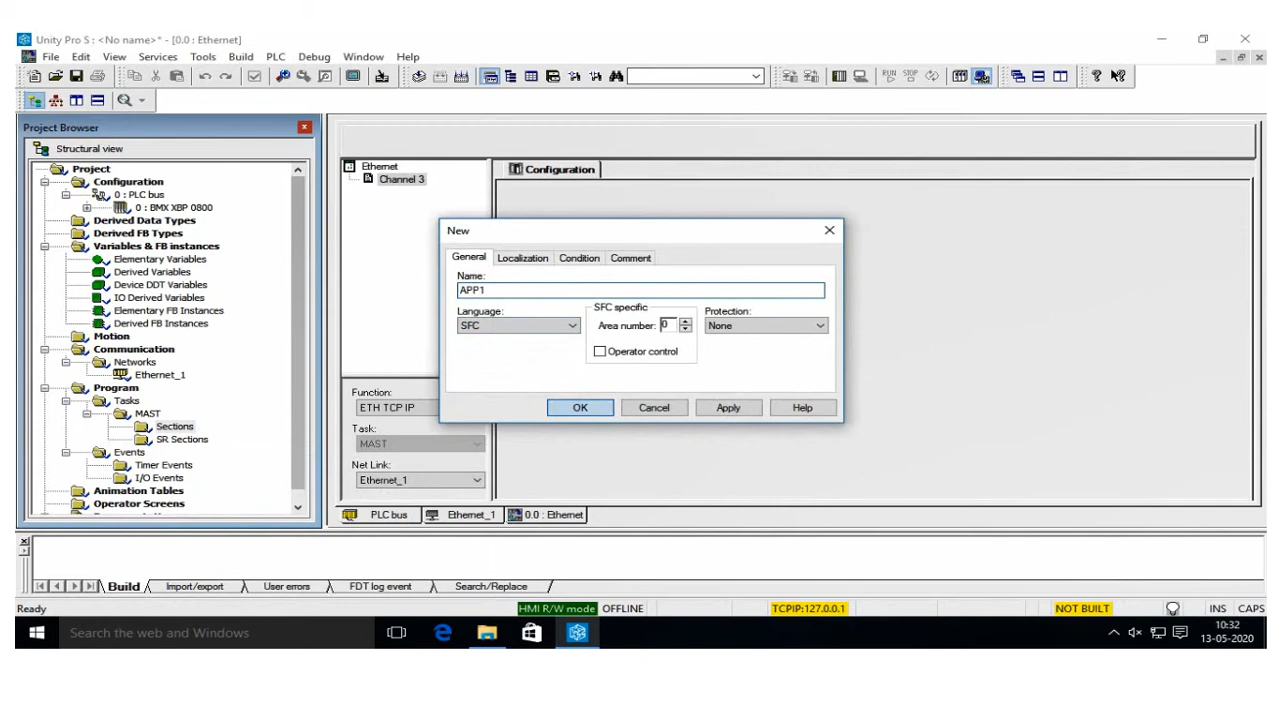 Unity Pro S : <No name>* - [0.0 : Ethernet]
File Edit View Services Tools Build PLC Debug Window Help
Project Browser
Structural view
Project
Configuration
0 : PLC bus
0 : BMX XBP 0800
Derived Data Types
Derived FB Types
Variables & FB instances
Elementary Variables
Derived Variables
Device DDT Variables
IO Derived Variables
Elementary FB Instances
Derived FB Instances
Motion
Communication
Networks
Ethernet_1
Program
Tasks
MAST
Sections
SR Sections
Events
Timer Events
I/O Events
Animation Tables
Operator Screens
Ethernet
Channel 3
Configuration
New
General Localization Condition Comment
Name:
APP1
Language:
SFC
SFC specific
Area number: 0
Operator control
Protection:
None
OK Cancel Apply Help
Function:
ETH TCP IP
Task:
MAST
Net Link:
Ethernet_1
PLC bus Ethernet_1 0.0 : Ethernet
Build Import/export User errors FDT log event Search/Replace
Ready HMI R/W mode OFFLINE TCPIP:127.0.0.1 NOT BUILT INS CAPS
Search the web and Windows
10:32
13-05-2020